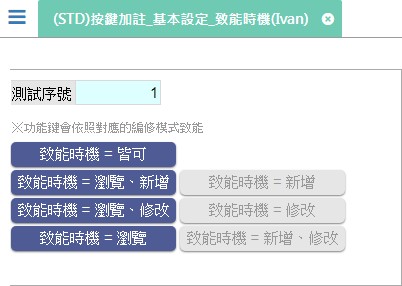 (STD)按鍵加註_基本設定_致能時機(Ivan)
測試序號 1
※功能鍵會依照對應的編修模式致能
致能時機 = 皆可
致能時機 = 瀏覽、新增 致能時機 = 新增
致能時機 = 瀏覽、修改 致能時機 = 修改
致能時機 = 瀏覽 致能時機 = 新增、修改